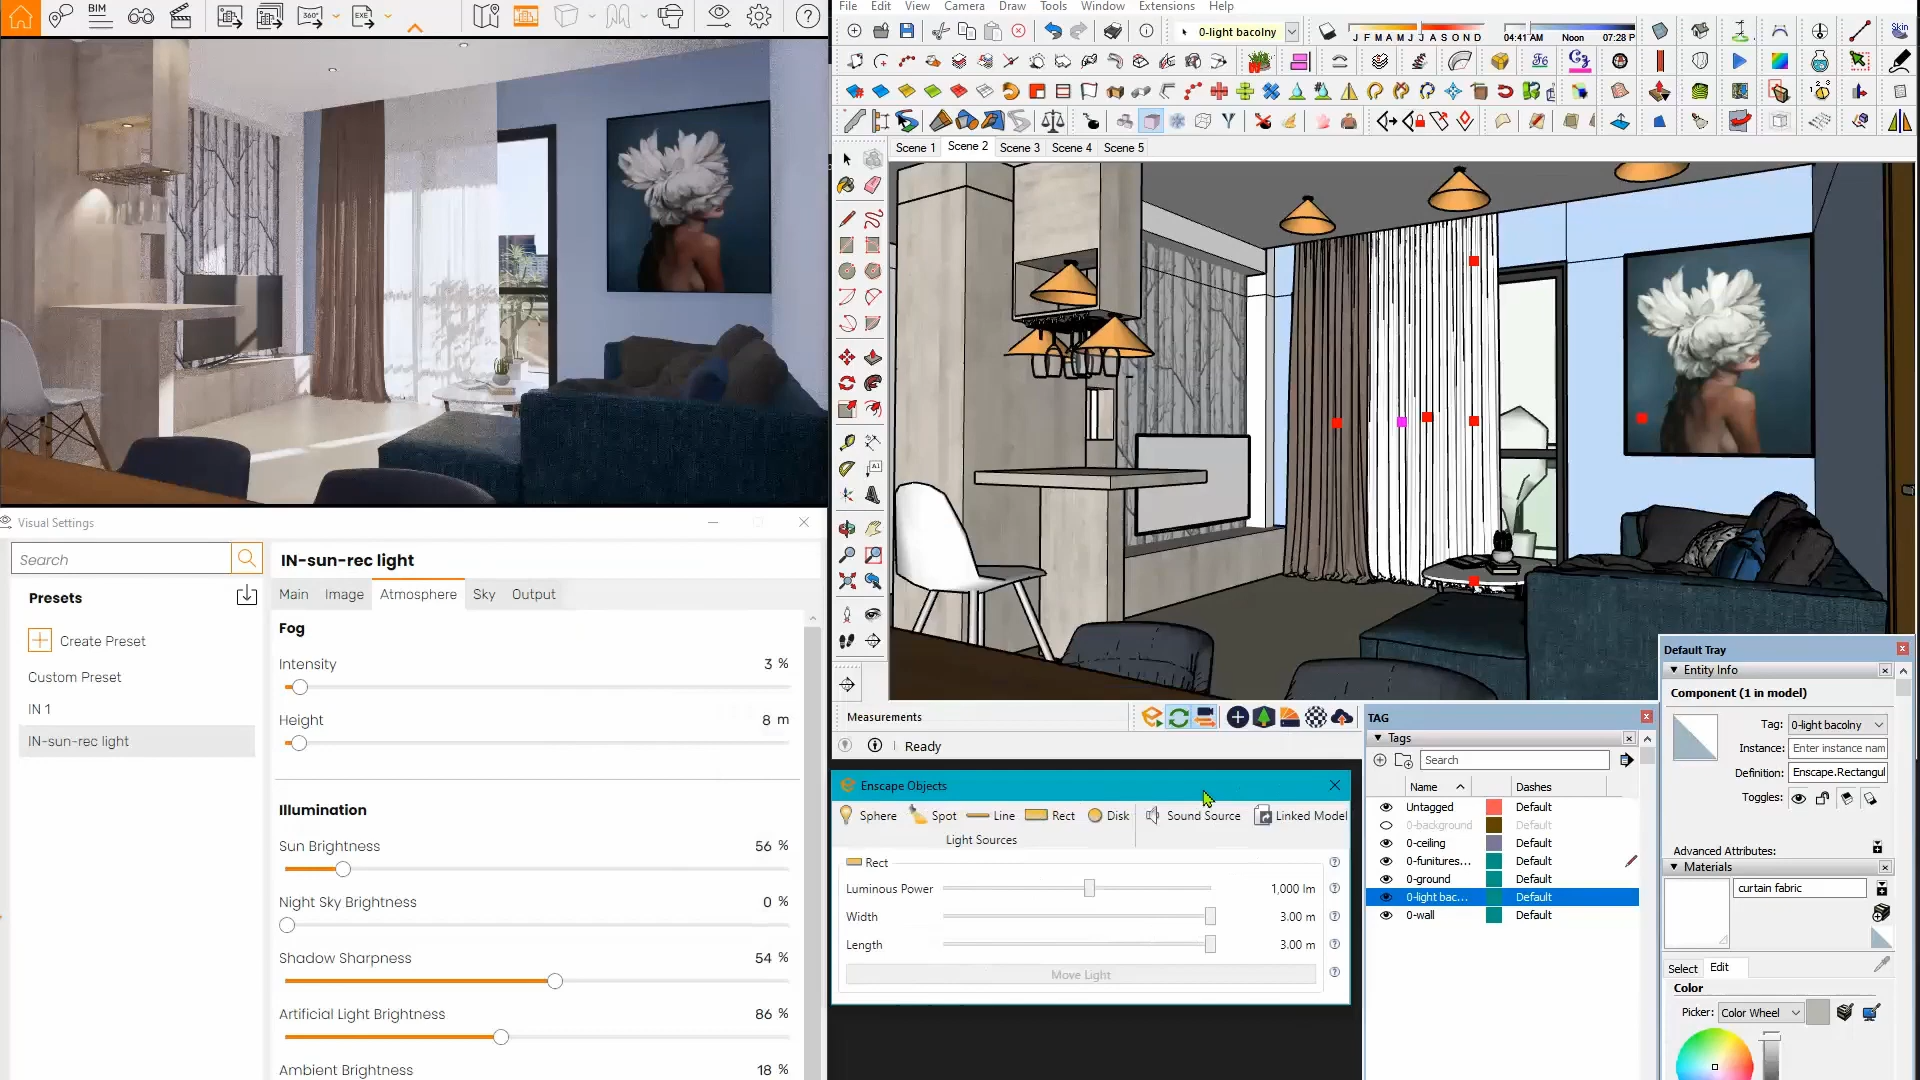 BIM
360°
EXE
?
File Edit View Camera Draw Tools Window Extensions Help
0-light bacolny
J F M A M J J A S O N D
04:41 AM Noon 07:28 P
Skin
Scene 1 Scene 2 Scene 3 Scene 4 Scene 5
Visual Settings
Search
Presets
Create Preset
Custom Preset
IN 1
IN-sun-rec light
IN-sun-rec light
Main Image Atmosphere Sky Output
Fog
Intensity 3 %
Height 8 m
Illumination
Sun Brightness 56 %
Night Sky Brightness 0 %
Shadow Sharpness 54 %
Artificial Light Brightness 86 %
Ambient Brightness 18 %
Measurements
Ready
Enscape Objects
Sphere Spot Line Rect Disk Sound Source Linked Model
Light Sources
Rect
Luminous Power 1,000 lm
Width 3.00 m
Length 3.00 m
Move Light
TAG
Tags
Search
Name Dashes
Untagged Default
0-background Default
0-ceiling Default
0-funitures... Default
0-ground Default
0-light bac... Default
0-wall Default
Default Tray
Entity Info
Component (1 in model)
Tag: 0-light bacolny
Instance: Enter instance nam
Definition: Enscape.Rectangul
Toggles:
Advanced Attributes:
Materials
curtain fabric
Select Edit
Color
Picker: Color Wheel